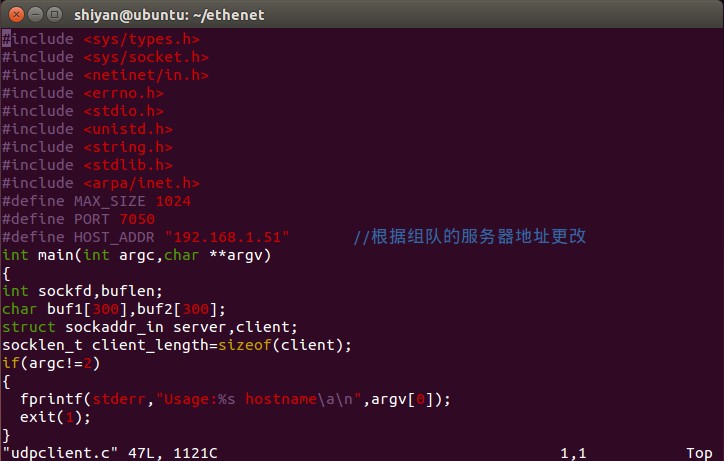 shiyan@ubuntu: ~/ethenet
#include <sys/types.h>
#include <sys/socket.h>
#include <netinet/in.h>
#include <errno.h>
#include <stdio.h>
#include <unistd.h>
#include <string.h>
#include <stdlib.h>
#include <arpa/inet.h>
#define MAX_SIZE 1024
#define PORT 7050
#define HOST_ADDR "192.168.1.51" //根据组队的服务器地址更改
int main(int argc,char **argv)
{
int sockfd,buflen;
char buf1[300],buf2[300];
struct sockaddr_in server,client;
socklen_t client_length=sizeof(client);
if(argc!=2)
{
fprintf(stderr,"Usage:%s hostname\a\n",argv[0]);
exit(1);
}
"udpclient.c" 47L, 1121C 1,1 Top